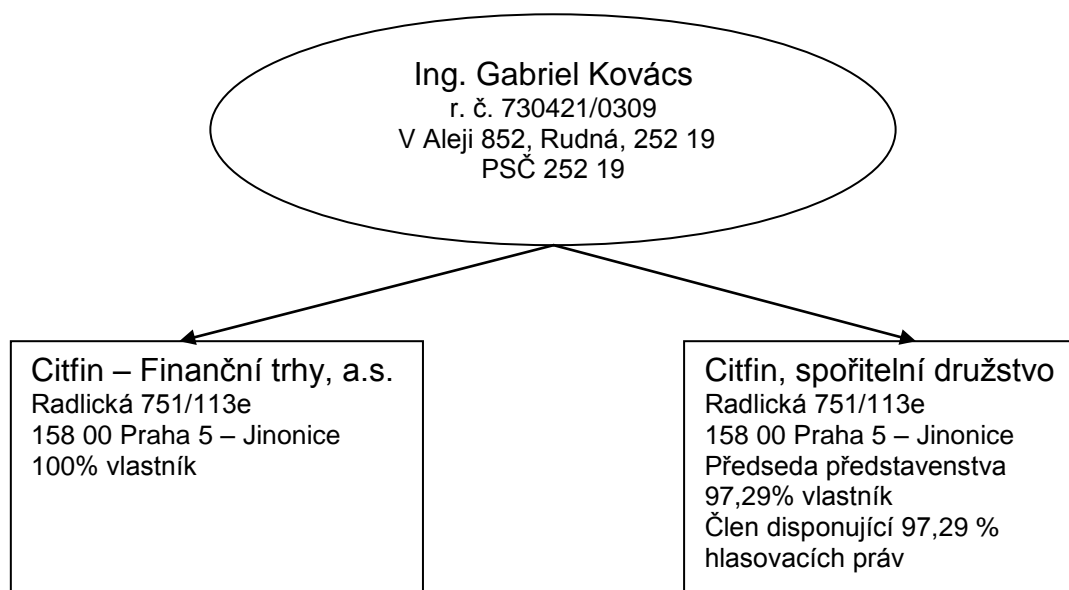 Ing. Gabriel Kovács
r. č. 730421/0309
V Aleji 852, Rudná, 252 19
PSČ 252 19
Citfin – Finanční trhy, a.s.
Radlická 751/113e
158 00 Praha 5 – Jinonice
100% vlastník
Citfin, spořitelní družstvo
Radlická 751/113e
158 00 Praha 5 – Jinonice
Předseda představenstva
97,29% vlastník
Člen disponující 97,29 %
hlasovacích práv